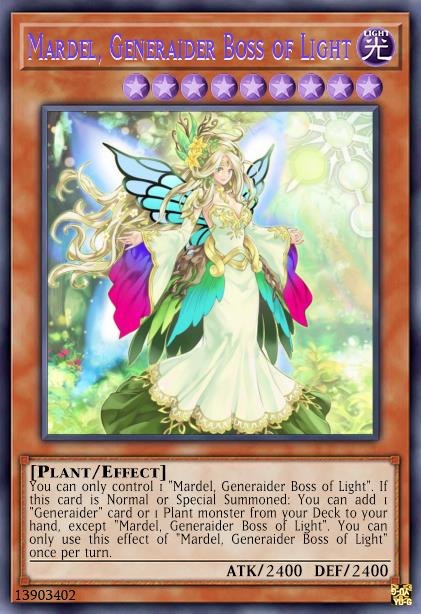 Mardel, Generaider Boss of Light
LIGHT
光
[Plant/Effect]
You can only control 1 "Mardel, Generaider Boss of Light". If
this card is Normal or Special Summoned: You can add 1
"Generaider" card or 1 Plant monster from your Deck to your
hand, except "Mardel, Generaider Boss of Light". You can
only use this effect of "Mardel, Generaider Boss of Light"
once per turn.
ATK/2400 DEF/2400
13903402